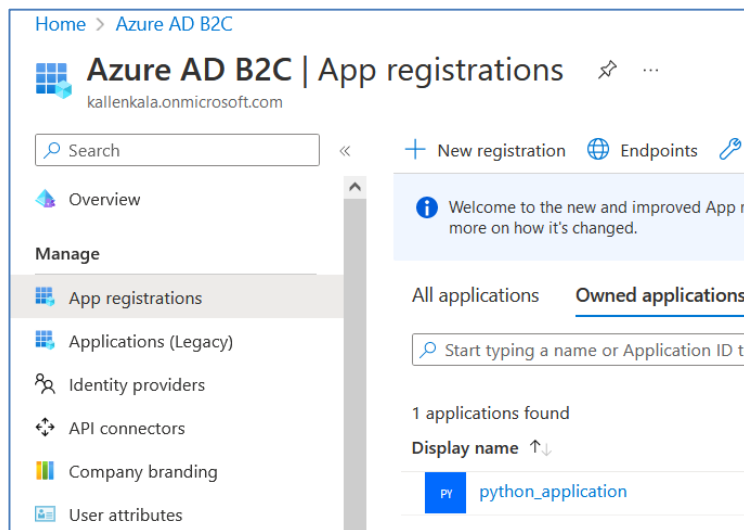 Home > Azure AD B2C
Azure AD B2C | App registrations
kallenkala.onmicrosoft.com
Search
Overview
Manage
App registrations
Applications (Legacy)
Identity providers
API connectors
Company branding
User attributes
New registration Endpoints
Welcome to the new and improved App
more on how it's changed.
All applications Owned applications
Start typing a name or Application ID
1 applications found
Display name
PY python_application